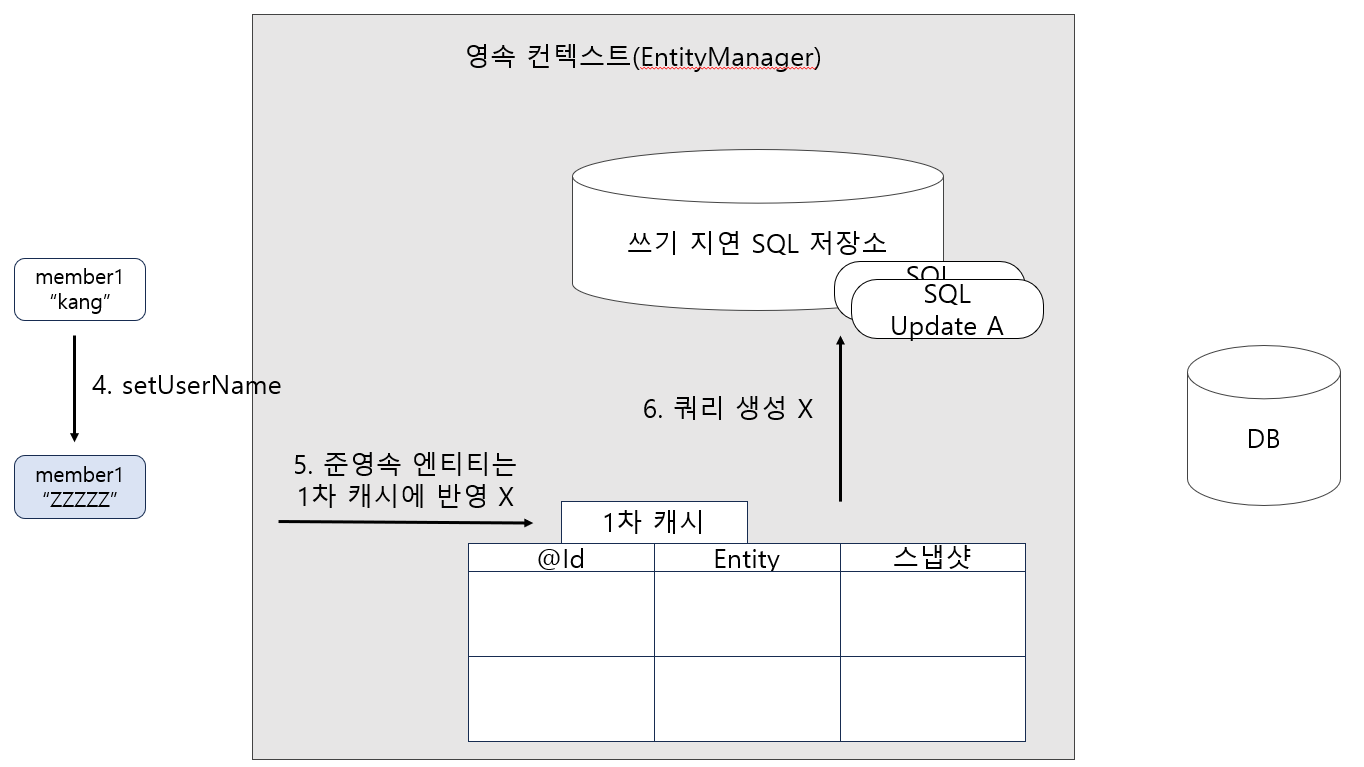 영속 컨텍스트(EntityManager)
쓰기 지연 SQL 저장소
SQL
SQL
Update A
member1
“kang”
4. setUserName
6. 쿼리 생성 X
DB
member1
“ZZZZZ”
5. 준영속 엔티티는
1차 캐시에 반영 X
1차 캐시
@Id Entity 스냅샷